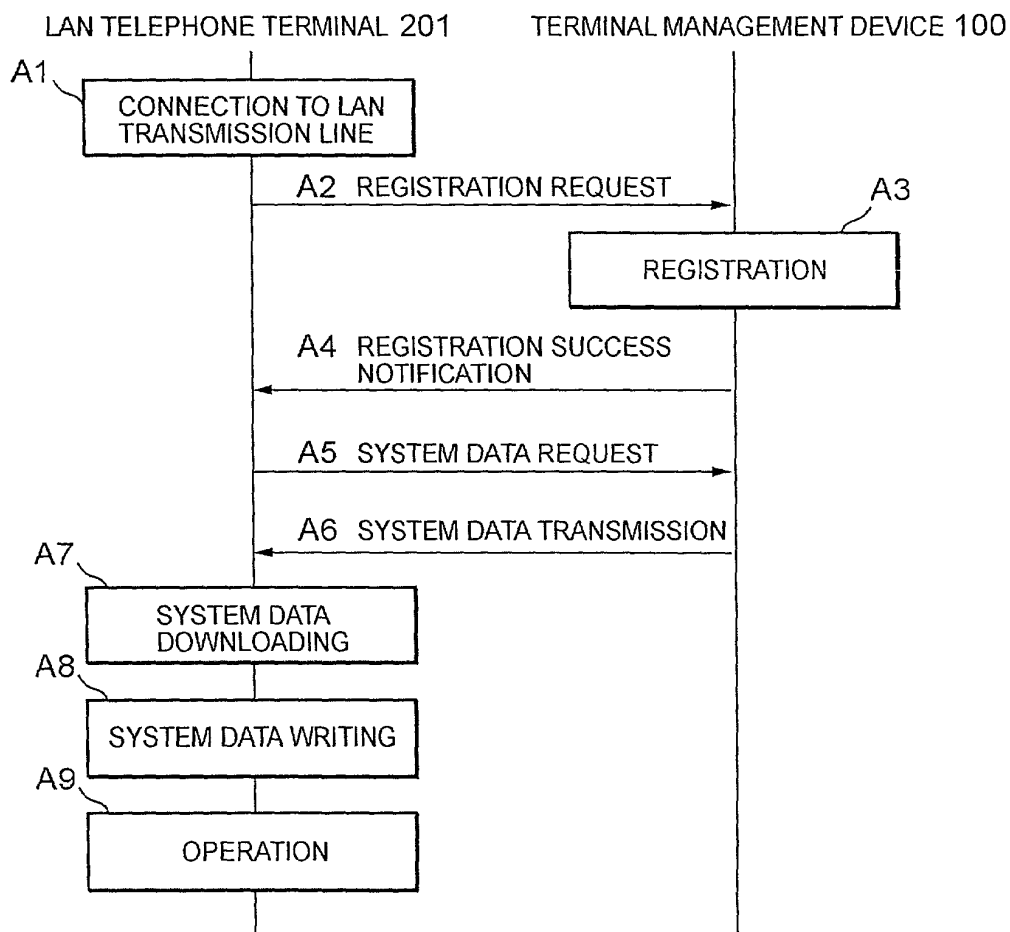 LAN TELEPHONE TERMINAL 201
TERMINAL MANAGEMENT DEVICE 100
A1
CONNECTION TO LAN
TRANSMISSION LINE
A2 REGISTRATION REQUEST
A3
REGISTRATION
A4 REGISTRATION SUCCESS
NOTIFICATION
A5 SYSTEM DATA REQUEST
A6 SYSTEM DATA TRANSMISSION
A7
SYSTEM DATA
DOWNLOADING
A8
SYSTEM DATA WRITING
A9
OPERATION